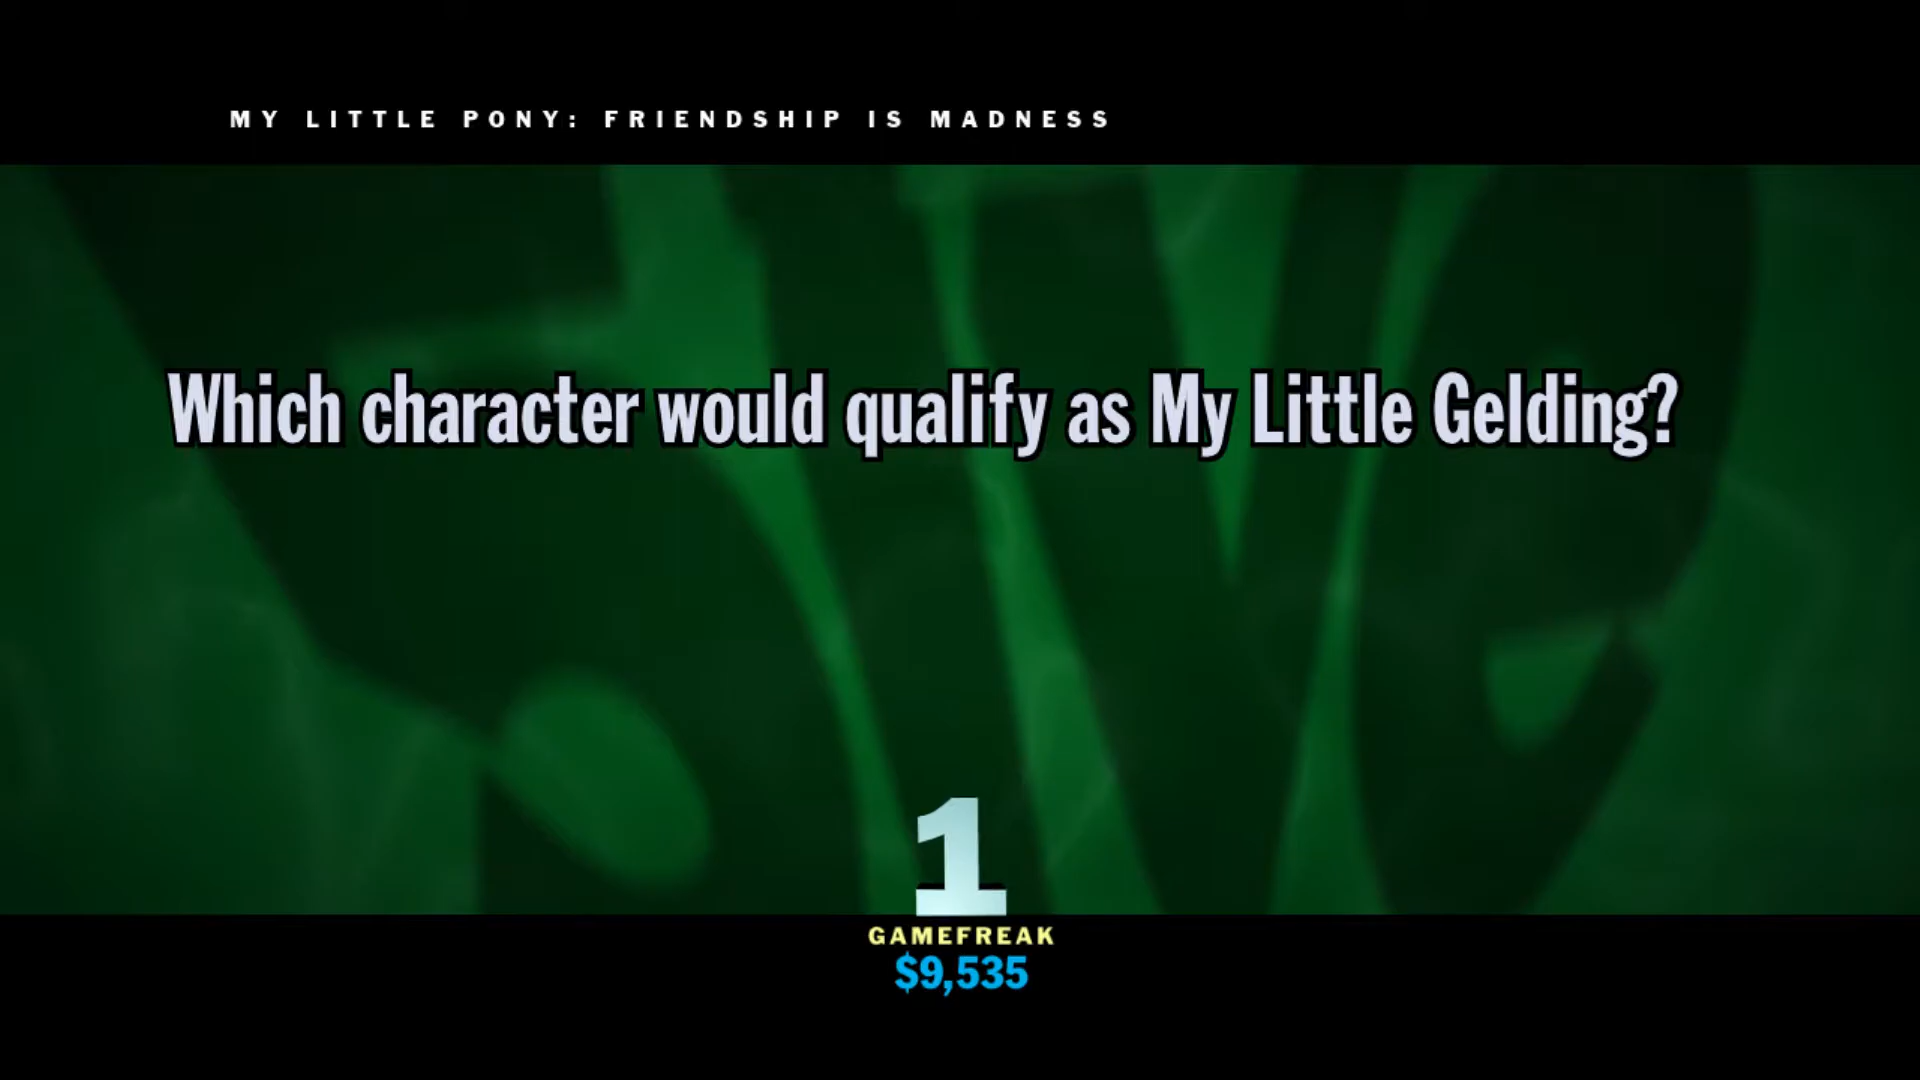 MY LITTLE PONY: FRIENDSHIP IS MADNESS
Which character would qualify as My Little Gelding?
1
GAMEFREAK
$9,535